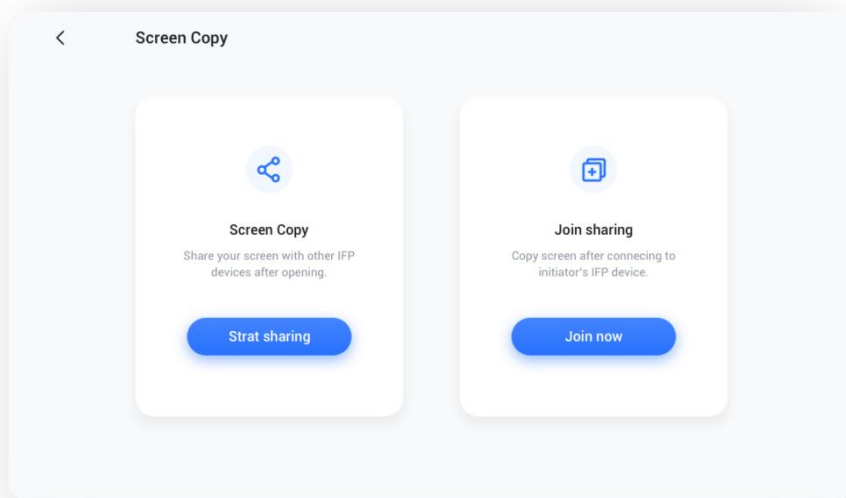 Screen Copy
Screen Copy
Share your screen with other IFP
devices after opening.
Strat sharing
Join sharing
Copy screen after connecing to
initiator's IFP device.
Join now